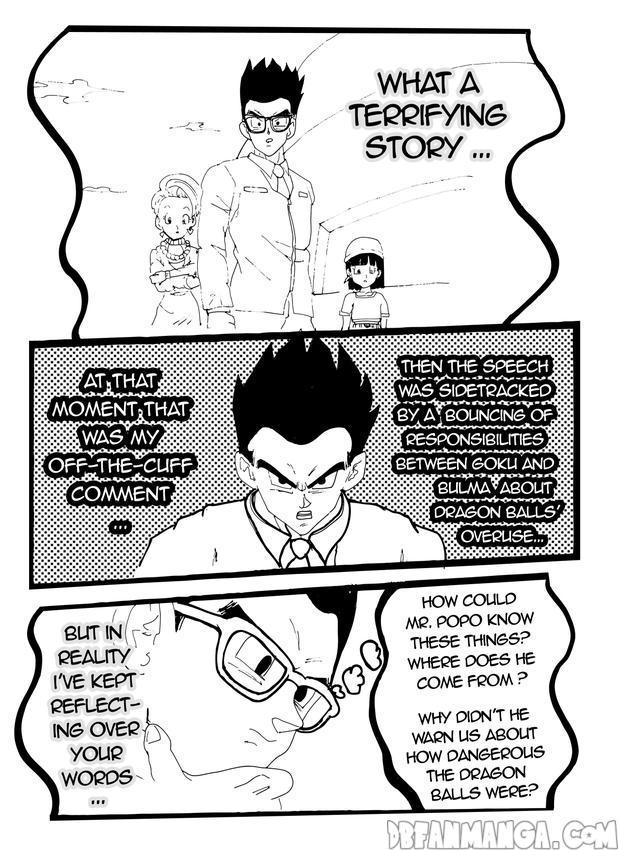 WHAT A
TERRIFYING
STORY ...
AT THAT
MOMENT THAT
WAS MY
OFF-THE-CUFF
COMMENT
...
THEN THE SPEECH
WAS SIDETRACKED
BY A BOUNCING OF
RESPONSIBILITIES
BETWEEN GOKU AND
BULMA ABOUT
DRAGON BALLS'
OVERUSE...
BUT IN
REALITY
I'VE KEPT
REFLECT-
ING OVER
YOUR
WORDS
...
HOW COULD
MR. POPO KNOW
THESE THINGS?
WHERE DOES HE
COME FROM ?
WHY DIDN'T HE
WARN US ABOUT
HOW DANGEROUS
THE DRAGON
BALLS WERE?
DBFANMANGA.COM